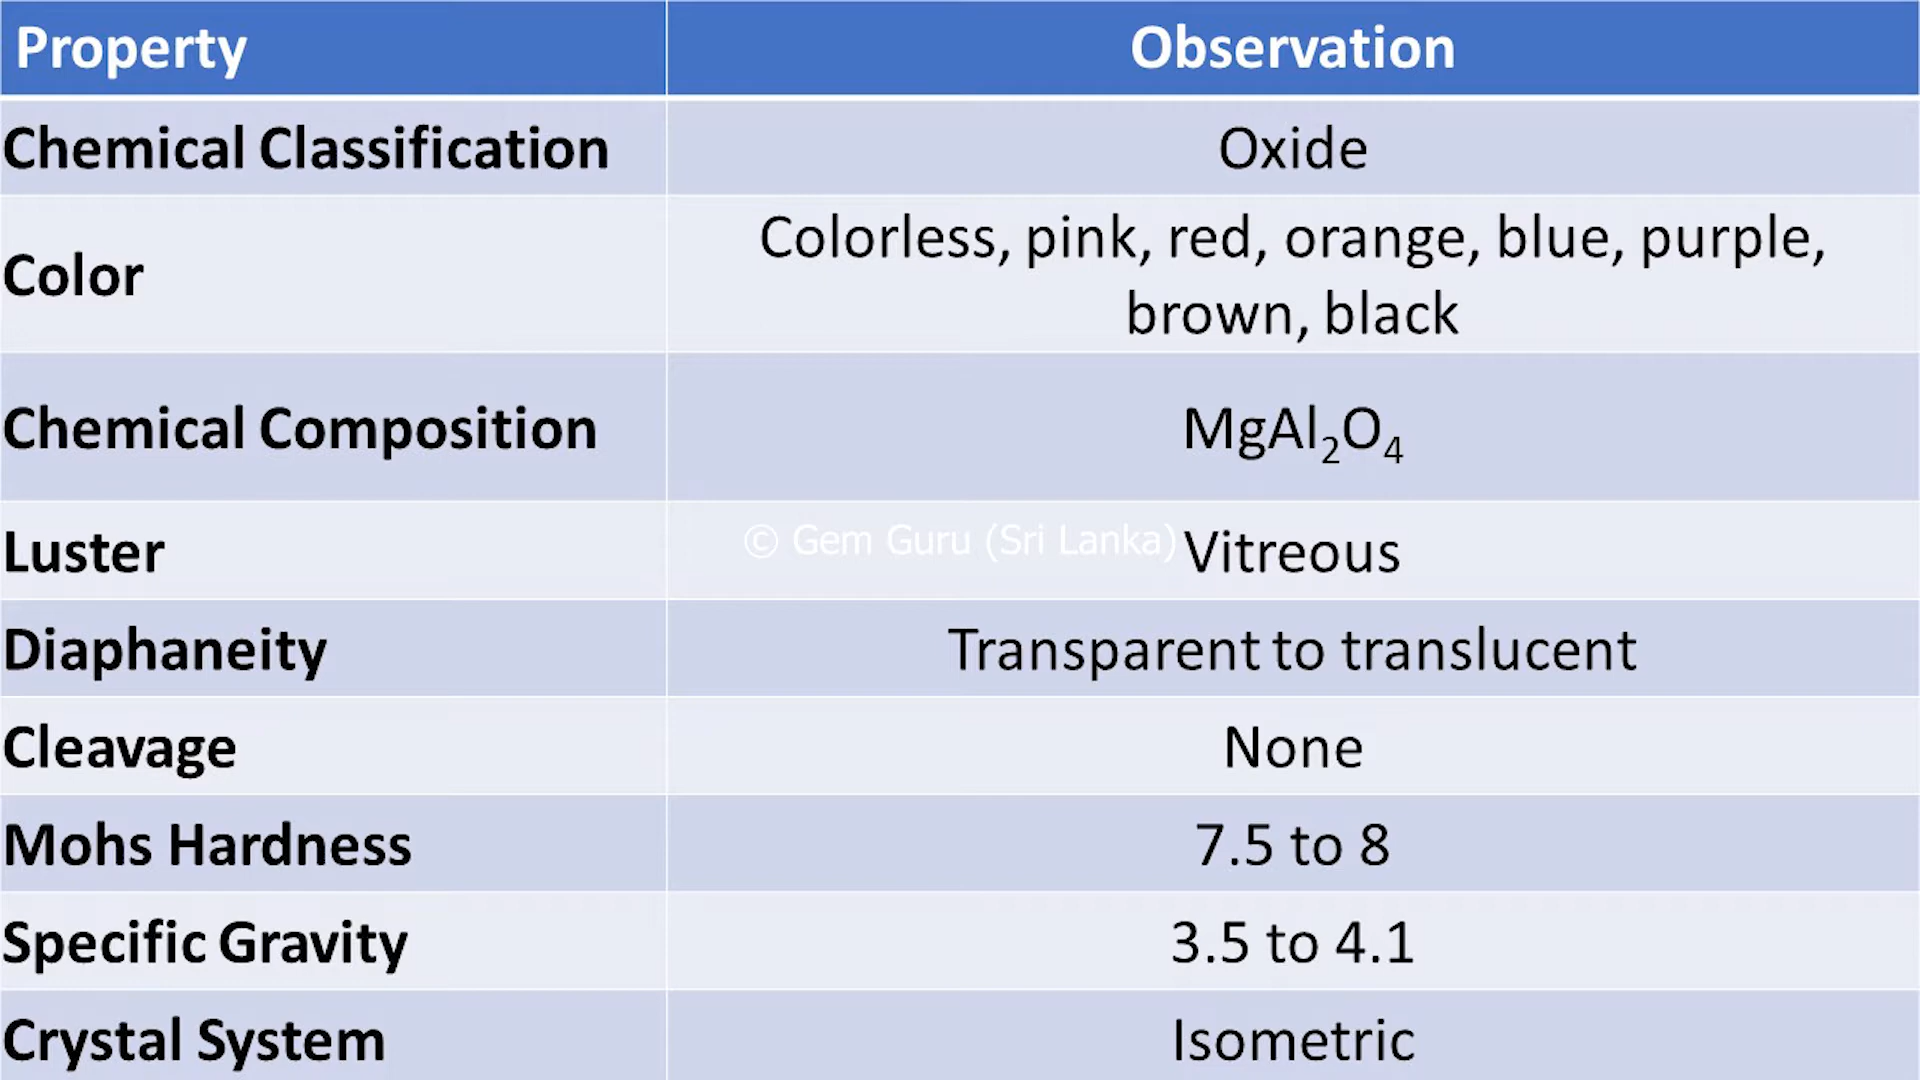 Property Observation
Chemical Classification Oxide
Color Colorless, pink, red, orange, blue, purple,
brown, black
Chemical Composition MgAl₂O₄
© Gem Guru (Sri Lanka)
Luster Vitreous
Diaphaneity Transparent to translucent
Cleavage None
Mohs Hardness 7.5 to 8
Specific Gravity 3.5 to 4.1
Crystal System Isometric